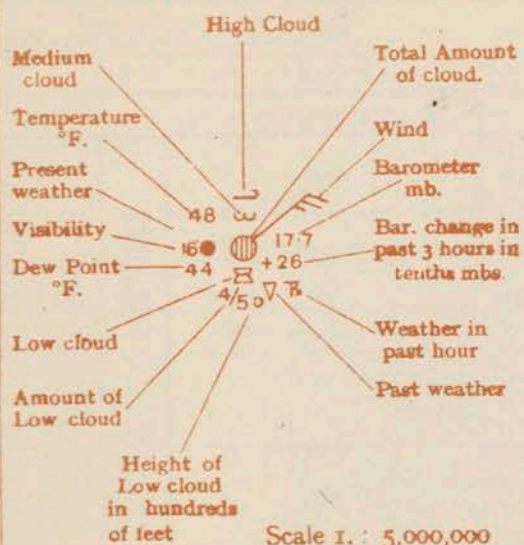 High Cloud
Medium
cloud
Total Amount
of cloud.
Temperature
°F.
Wind
Present
weather
Barometer
mb.
48
Visibility
16
17.7
Bar. change in
past 3 hours in
tenths mbs.
Dew Point
°F.
44
+26
4/50
Low cloud
Weather in
past hour
Amount of
Low cloud
Past weather
Height of
Low cloud
in hundreds
of feet
Scale 1. : 5,000,000